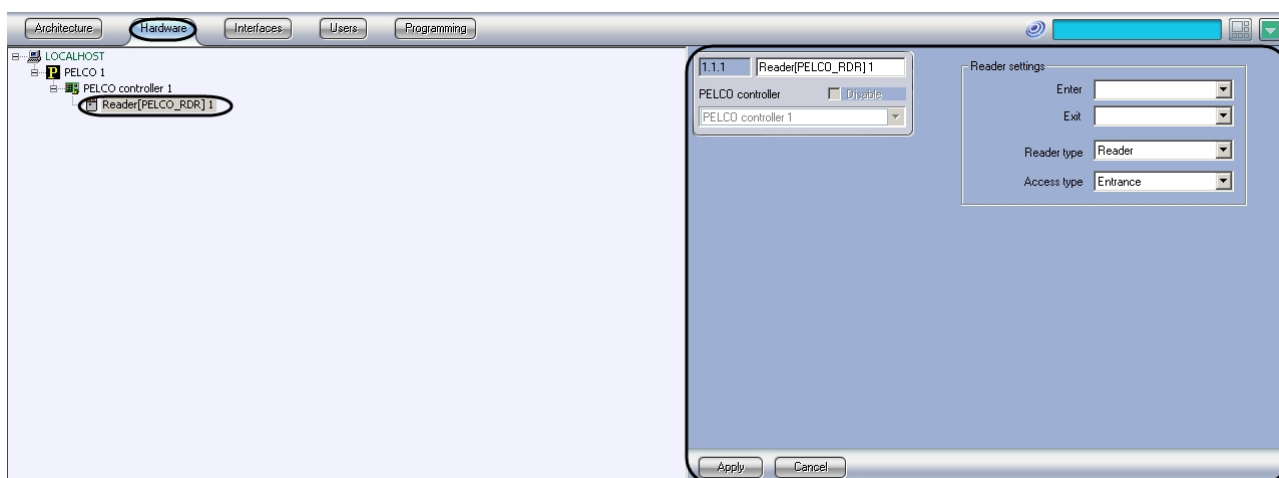 Architecture Hardware Interfaces Users Programming
LOCALHOST
P PELCO 1
PELCO controller 1
Reader[PELCO_RDR] 1
1.1.1 Reader[PELCO_RDR] 1
PELCO controller Disable
PELCO controller 1
Reader settings
Enter
Exit
Reader type Reader
Access type Entrance
Apply Cancel